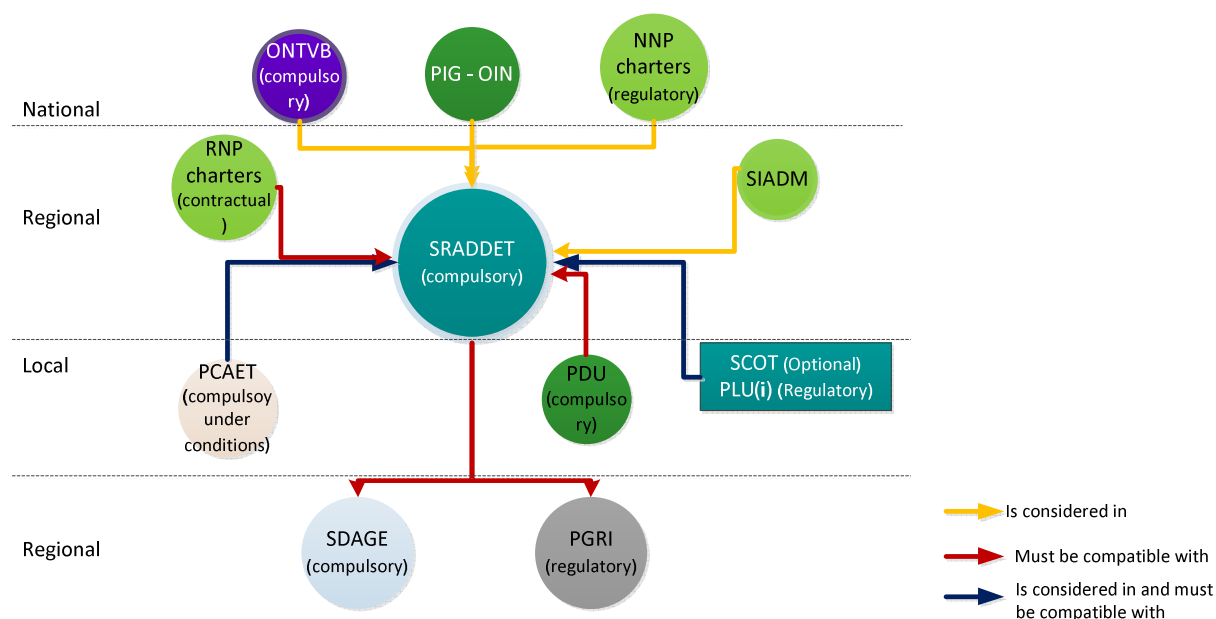 ONTVB
(compulso
ry)
PIG - OIN
NNP
charters
(regulatory)
National
RNP
charters
(contractual
)
SIADM
Regional
SRADDET
(compulsory)
Local
PCAET
(compulsoy
under
conditions)
PDU
(compulso
ry)
SCOT (Optional)
PLU(i) (Regulatory)
Regional
SDAGE
(compulsory)
PGRI
(regulatory)
Is considered in
Must be compatible with
Is considered in and must
be compatible with